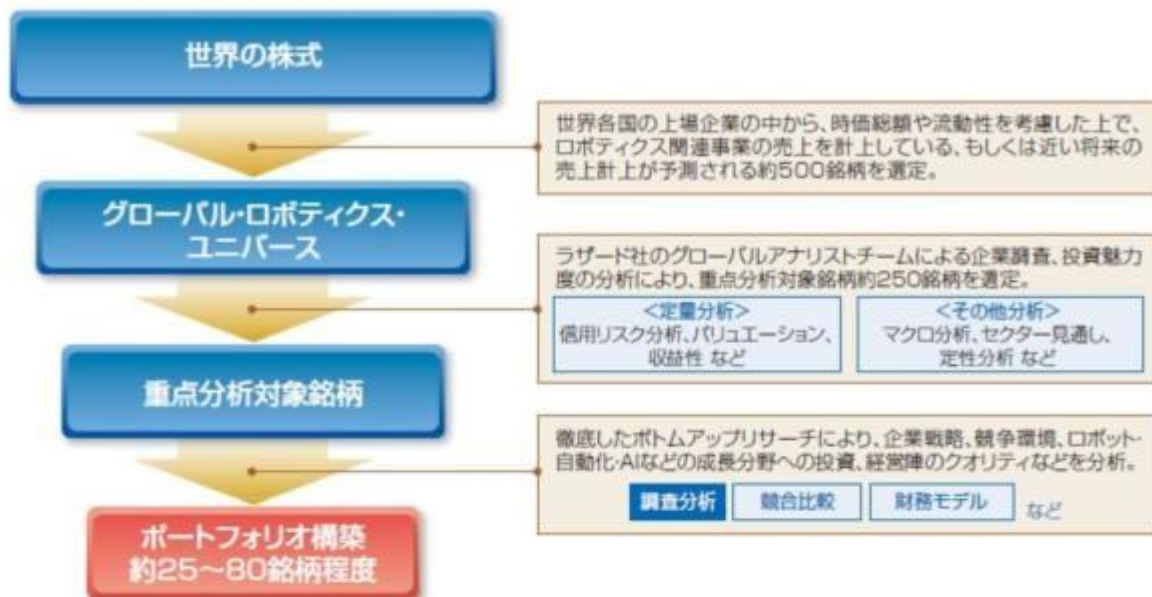 世界の株式
世界各国の上場企業の中から、時価総額や流動性を考慮した上で、
ロボティクス関連事業の売上を計上している、もしくは近い将来の
売上計上が予測される約500銘柄を選定。
グローバル・ロボティクス・
ユニバース
ラザード社のグローバルアナリストチームによる企業調査、投資魅力
度の分析により、重点分析対象銘柄約250銘柄を選定。
<定量分析>
信用リスク分析、バリュエーション、
収益性 など
<その他分析>
マクロ分析、セクター見通し、
定性分析 など
重点分析対象銘柄
徹底したボトムアップリサーチにより、企業戦略、競争環境、ロボット・
自動化・AIなどの成長分野への投資、経営陣のクオリティなどを分析。
調査分析
競合比較
財務モデル
など
ポートフォリオ構築
約25〜80銘柄程度